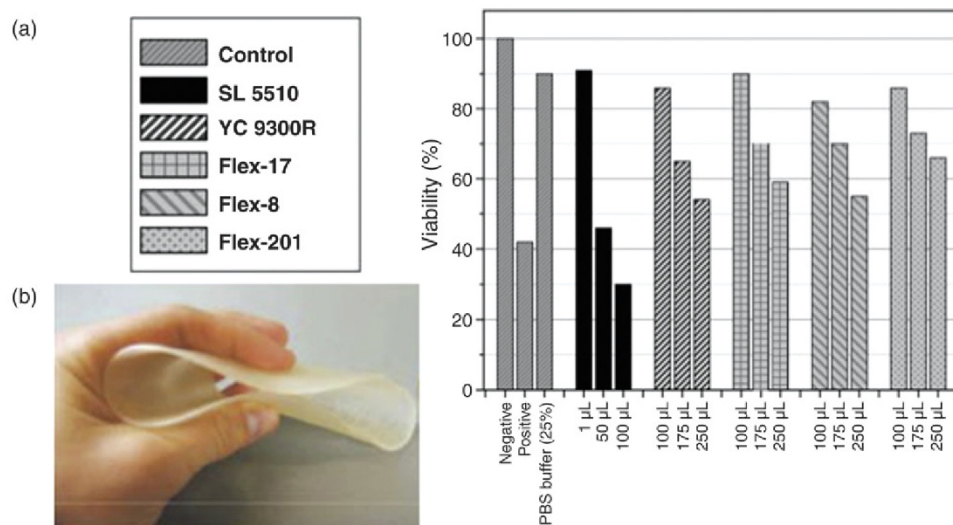 (a)
Control
SL 5510
YC 9300R
Flex-17
Flex-8
Flex-201
(b)
Viability (%)
100
80
60
40
20
0
Negative
Positive
PBS buffer (25%)
1 µL
50 µL
100 µL
100 µL
175 µL
250 µL
100 µL
175 µL
250 µL
100 µL
175 µL
250 µL
100 µL
175 µL
250 µL